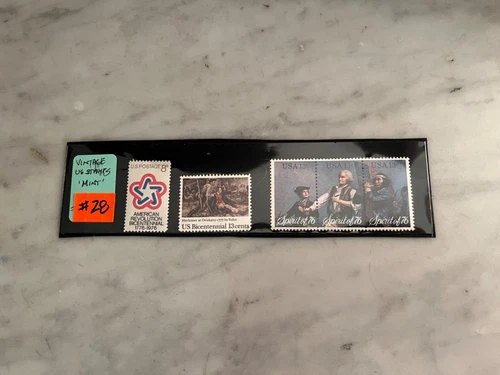 VINTAGE
US STAMPS
'MINT'
#28
US POSTAGE 8¢
AMERICAN
REVOLUTION
BICENTENNIAL
1776-1976
US Bicentennial 13 cents
USA USA USA
Spirit of 76 Spirit of 76 Spirit of 76